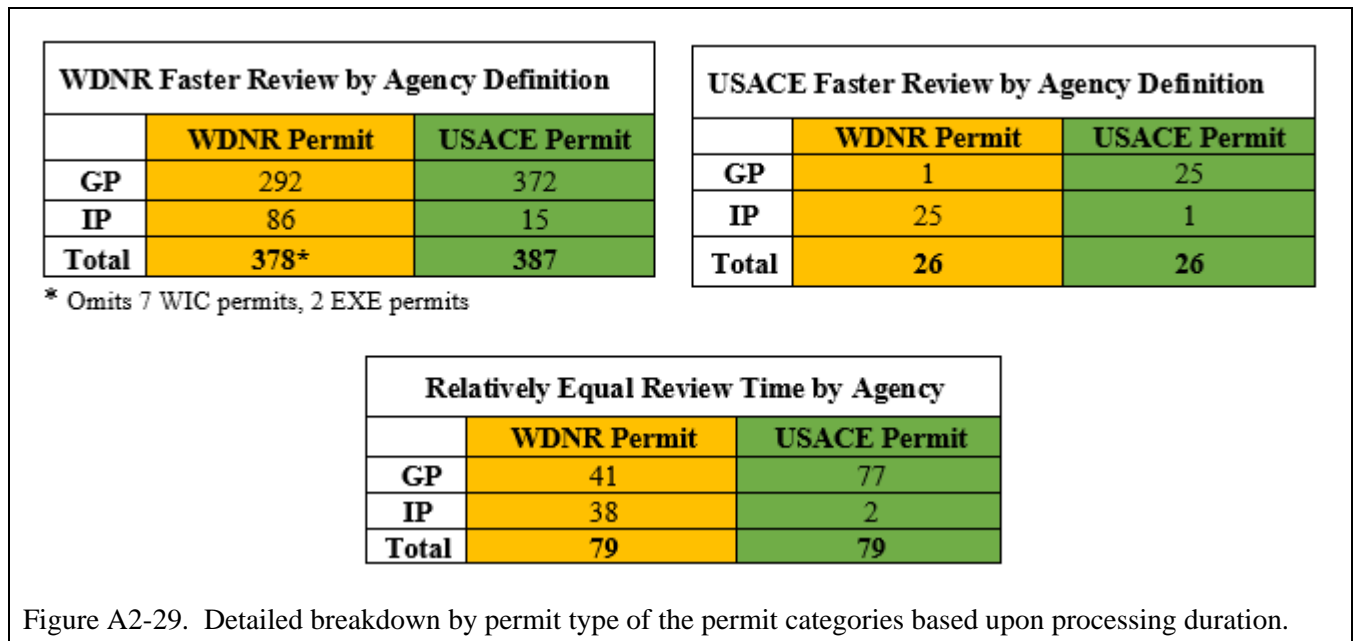 WDNR Faster Review by Agency Definition
WDNR Permit USACE Permit
GP 292 372
IP 86 15
Total 378* 387
* Omits 7 WIC permits, 2 EXE permits
USACE Faster Review by Agency Definition
WDNR Permit USACE Permit
GP 1 25
IP 25 1
Total 26 26
Relatively Equal Review Time by Agency
WDNR Permit USACE Permit
GP 41 77
IP 38 2
Total 79 79
Figure A2-29. Detailed breakdown by permit type of the permit categories based upon processing duration.